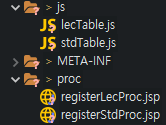 js
lecTable.js
stdTable.js
META-INF
proc
registerLecProc.jsp
registerStdProc.jsp